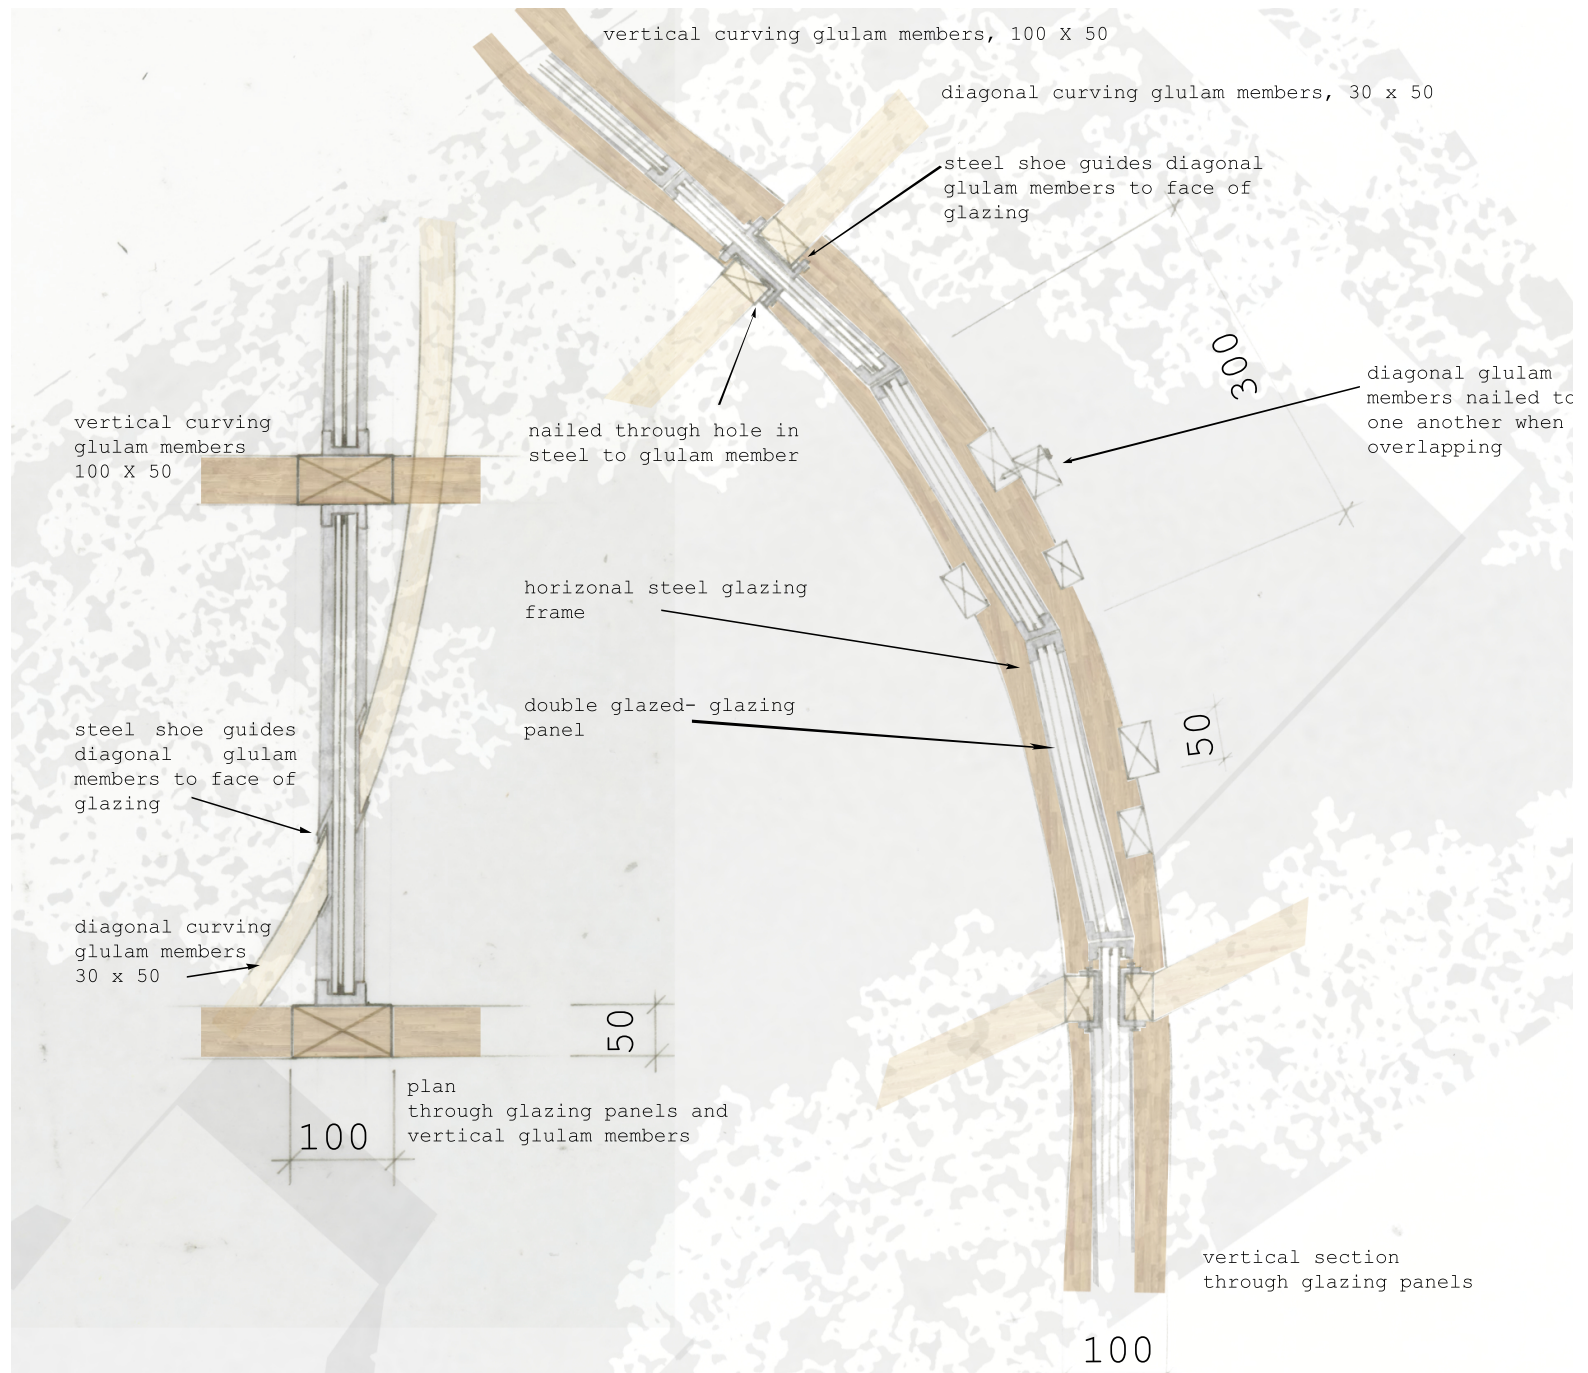 vertical curving glulam members, 100 X 50
diagonal curving glulam members, 30 x 50
steel shoe guides diagonal
glulam members to face of
glazing
300
diagonal glulam
members nailed to
one another when
overlapping
vertical curving
glulam members
100 X 50
nailed through hole in
steel to glulam member
horizonal steel glazing
frame
double glazed- glazing
panel
50
steel shoe guides
diagonal glulam
members to face of
glazing
diagonal curving
glulam members
30 x 50
50
100
plan
through glazing panels and
vertical glulam members
vertical section
through glazing panels
100